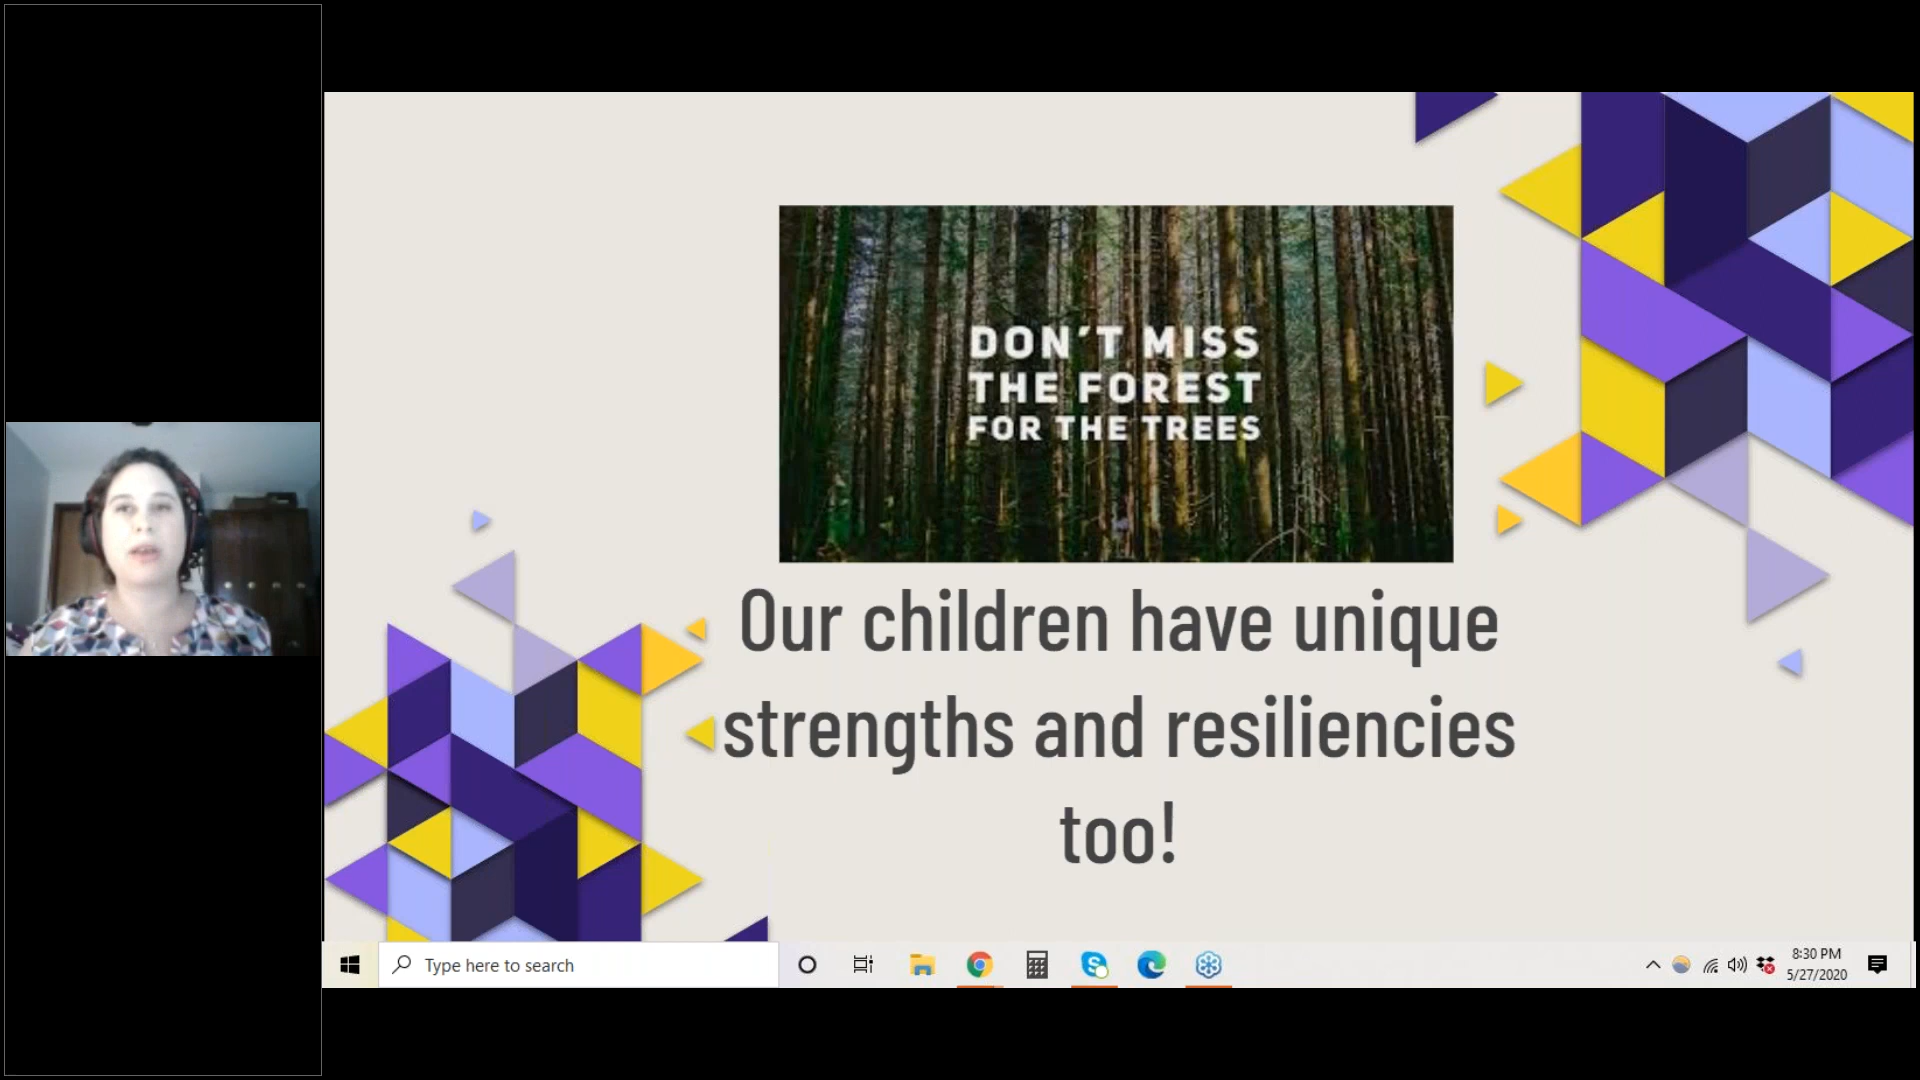 DON'T MISS
THE FOREST
FOR THE TREES
Our children have unique
strengths and resiliencies
too!
Type here to search
8:30 PM
5/27/2020